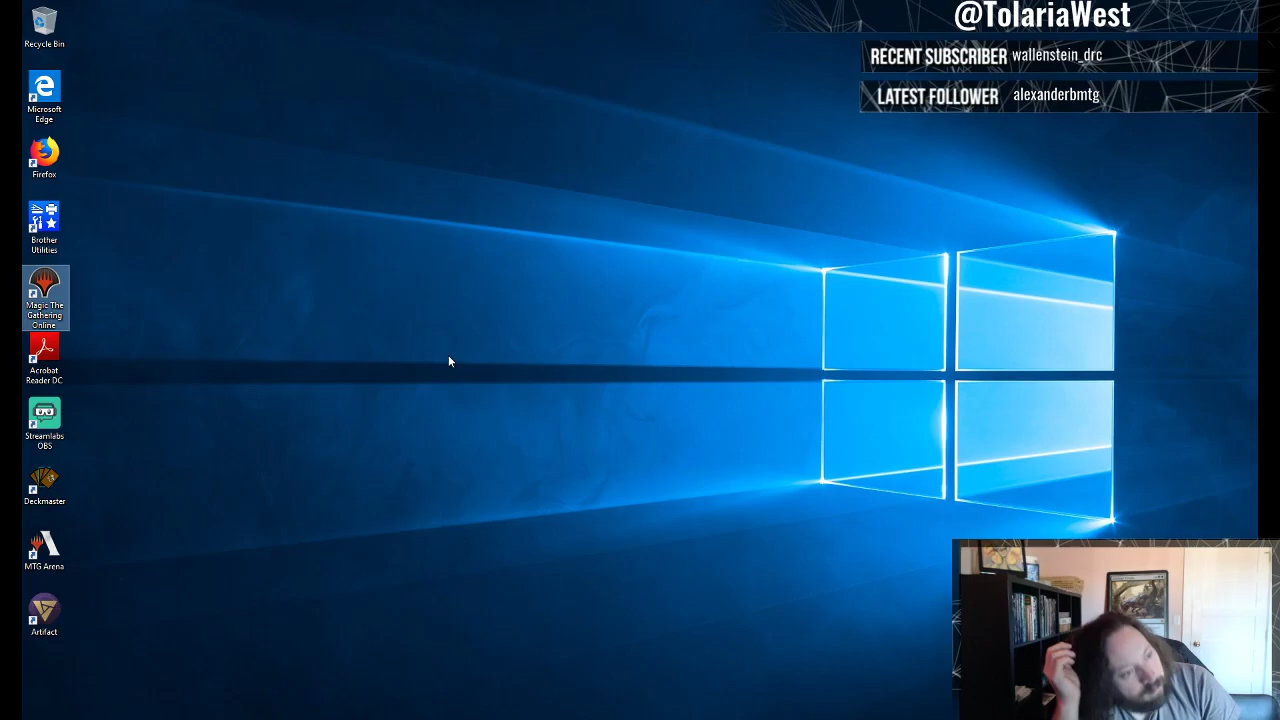 Recycle Bin
Microsoft
Edge
Firefox
Brother
Utilities
Magic The
Gathering
Online
Acrobat
Reader DC
Streamlabs
OBS
Deckmaster
MTG Arena
Artifact
@TolariaWest
RECENT SUBSCRIBER wallenstein_drc
LATEST FOLLOWER alexanderbmtg